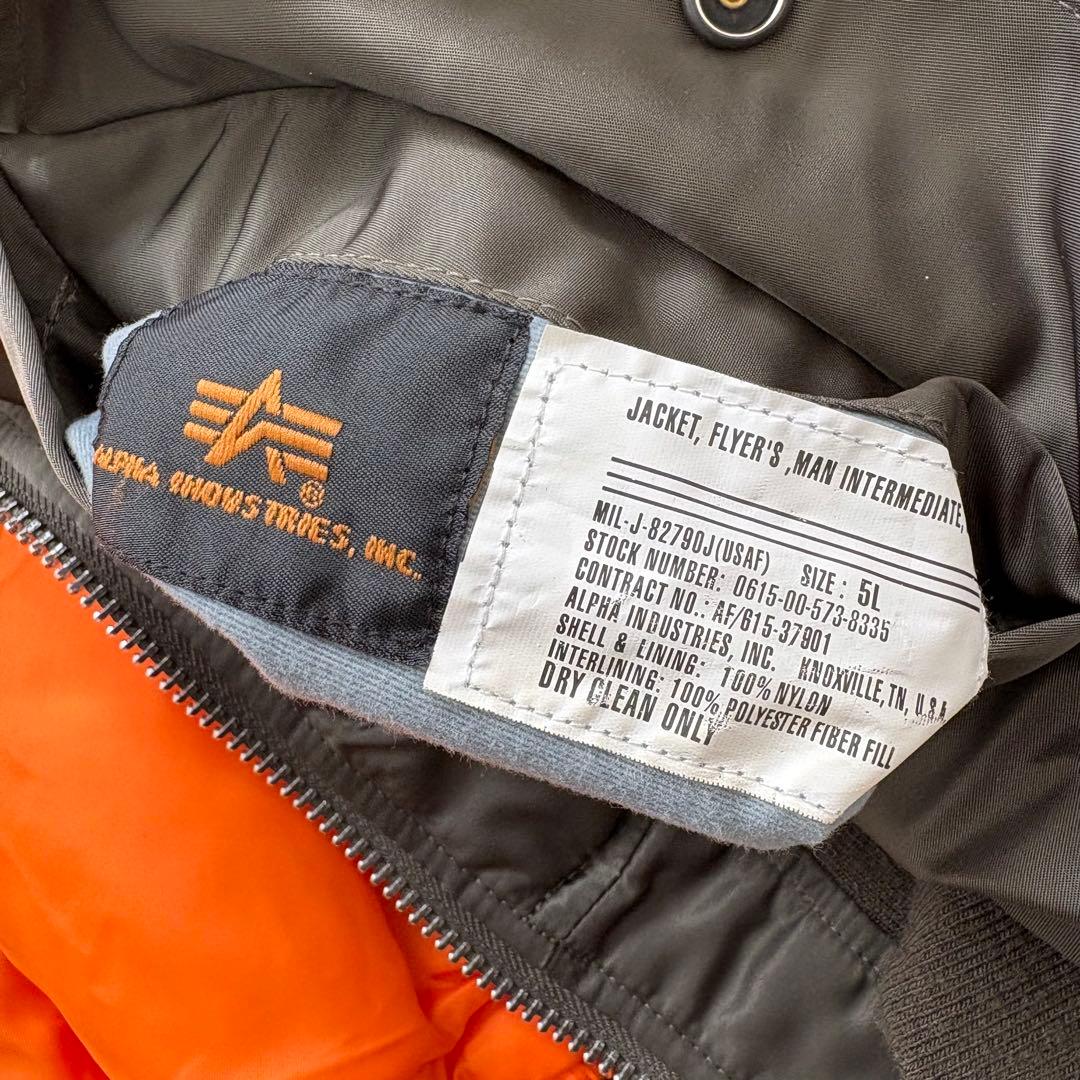 ALPHA INDUSTRIES, INC.
®
JACKET, FLYER'S ,MAN INTERMEDIATE,
MIL-J-82790J(USAF) SIZE : 5L
STOCK NUMBER: 0615-00-573-8335
CONTRACT NO.: AF/615-37901
ALPHA INDUSTRIES, INC. KNOXVILLE, TN, U.S.A
SHELL & LINING: 100% NYLON
INTERLINING: 100% POLYESTER FIBER FILL
DRY CLEAN ONLY